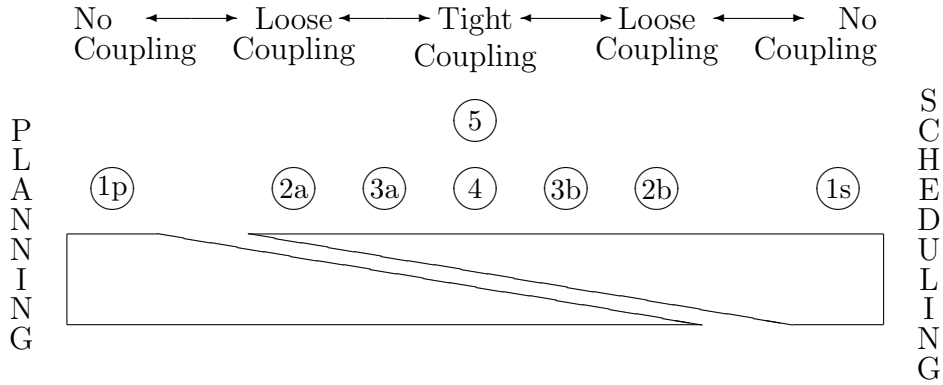 No Loose Tight Loose No
Coupling Coupling Coupling Coupling Coupling
5
1p 2a 3a 4 3b 2b 1s
PLANNING
SCHEDULING